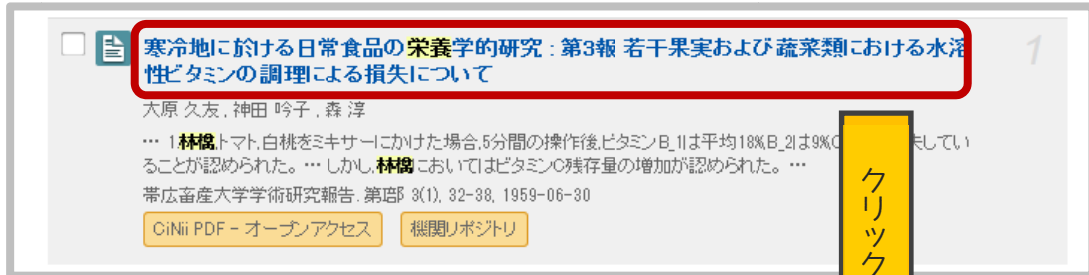 寒冷地に於ける日常食品の栄養学的研究 : 第3報 若干果実および蔬菜類における水溶
性ビタミンの調理による損失について
1
大原 久友 , 神田 吟子 , 森 淳
… 1.林檎,トマト,白桃をミキサーにかけた場合,5分間の操作後,ビタミンB_1は平均18%,B_2は9%C 失してい
ることが認められた。 … しかし,林檎においてはビタミンC残存量の増加が認められた。 …
帯広畜産大学学術研究報告. 第I部 3(1), 32-38, 1959-06-30
CiNii PDF - オープンアクセス 機関リポジトリ
クリック